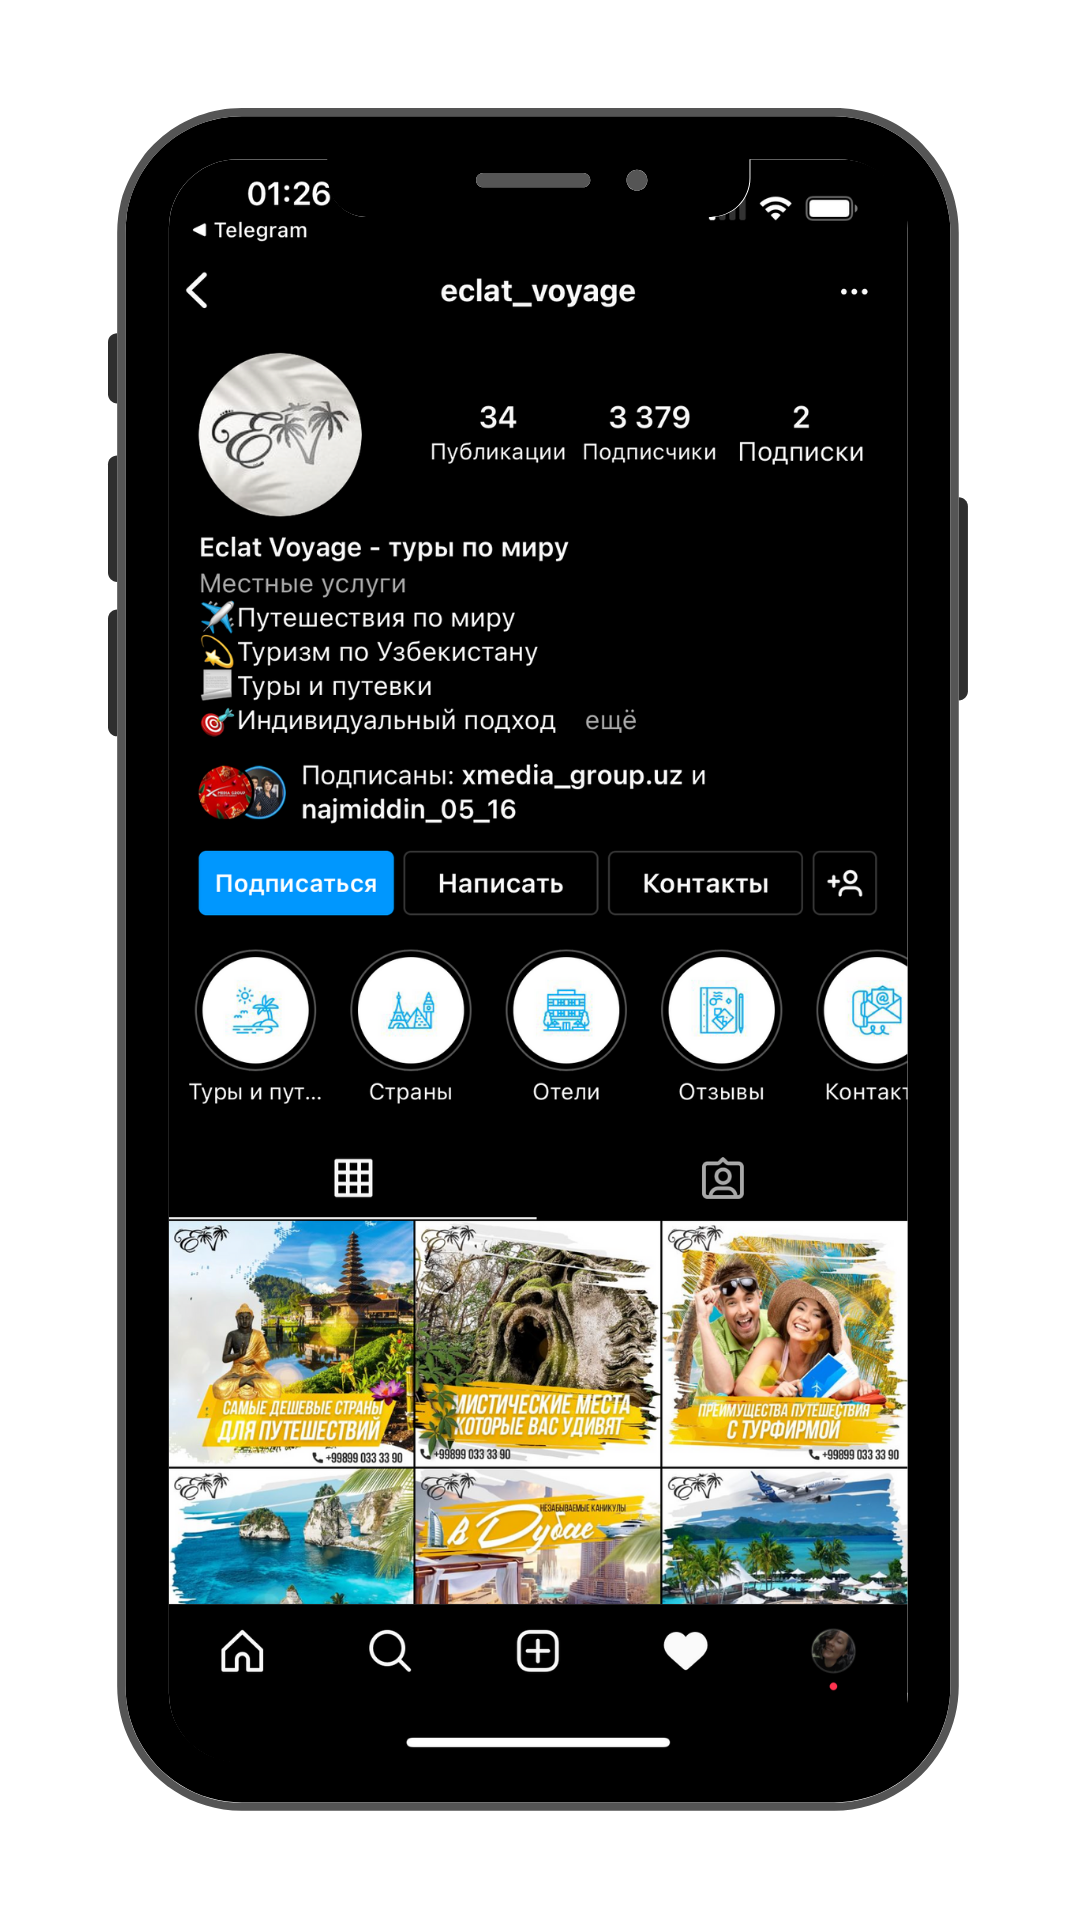 01:26
◀ Telegram
eclat_voyage
34
3 379
2
Публикации
Подписчики
Подписки
Eclat Voyage - туры по миру
Местные услуги
✈️Путешествия по миру
💫Туризм по Узбекистану
📜Туры и путевки
🎯Индивидуальный подход ещё
Подписаны: xmedia_group.uz и
najmiddin_05_16
Подписаться
Написать
Контакты
Туры и пут...
Страны
Отели
Отзывы
Контакт
САМЫЕ ДЕШЕВЫЕ СТРАНЫ
ДЛЯ ПУТЕШЕСТВИЙ
+99899 033 33 90
МИСТИЧЕСКИЕ МЕСТА
КОТОРЫЕ ВАС УДИВЯТ
+99899 033 33 90
ПРЕИМУЩЕСТВА ПУТЕШЕСТВИЯ
С ТУРФИРМОЙ
+99899 033 33 90
НЕЗАБЫВАЕМЫЕ КАНИКУЛЫ
в Дубае